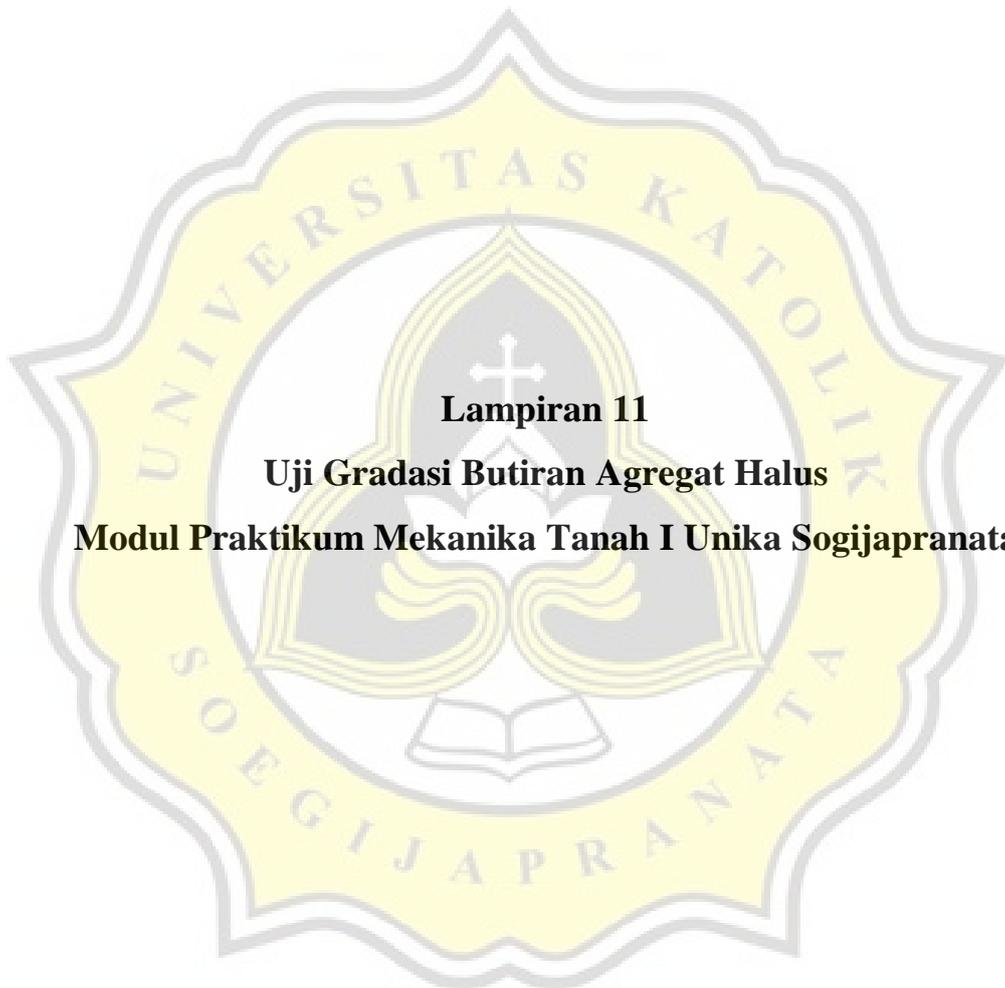 UNIVERSITAS KATOLIK
Lampiran 11
Uji Gradasi Butiran Agregat Halus
Modul Praktikum Mekanika Tanah I Unika Sogijapranata
SOEGIJAPRANATA